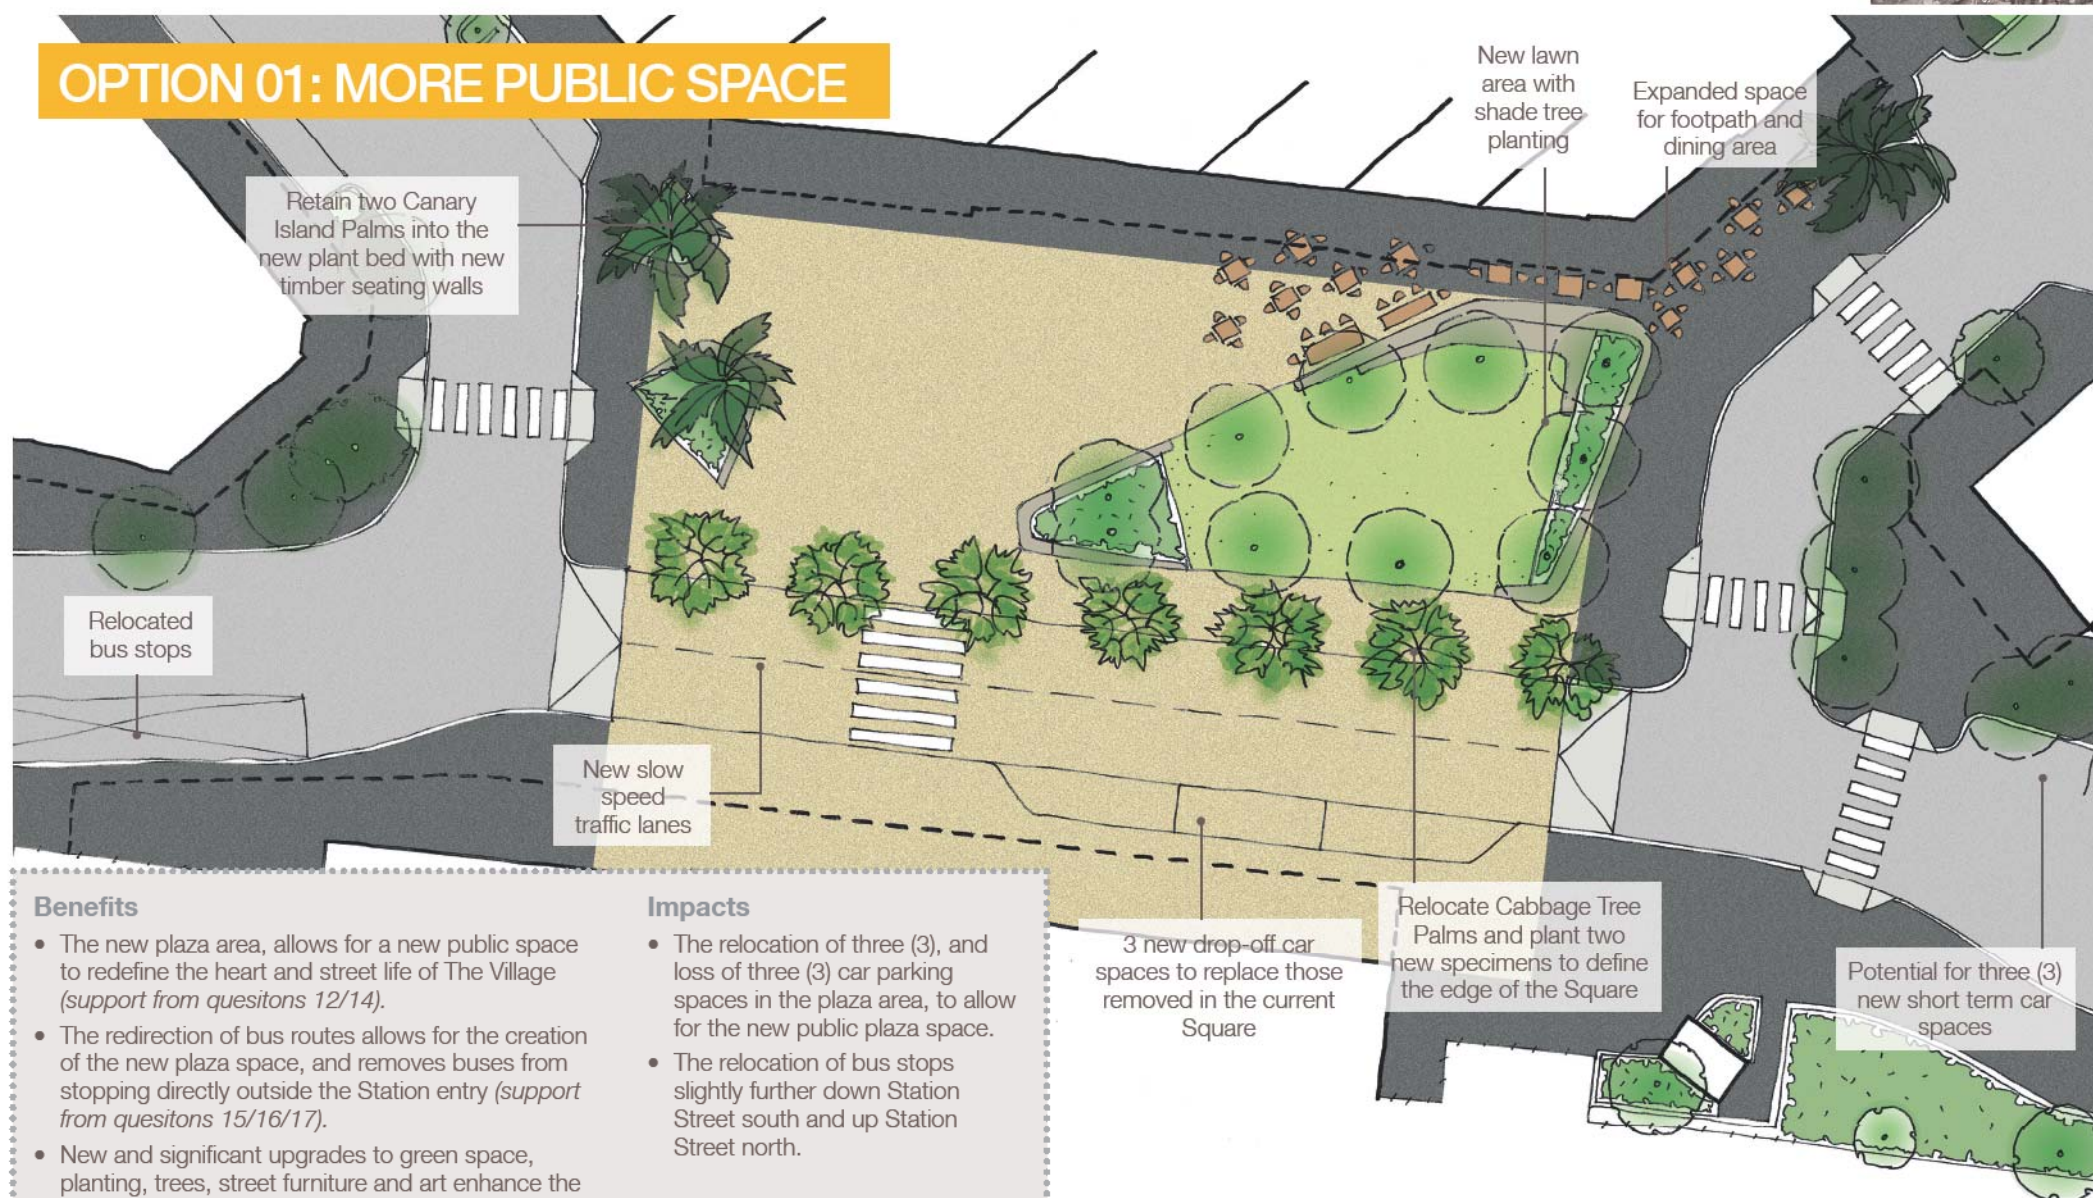 OPTION 01: MORE PUBLIC SPACE
New lawn
area with
shade tree
planting
Expanded space
for footpath and
dining area
Retain two Canary
Island Palms into the
new plant bed with new
timber seating walls
Relocated
bus stops
New slow
speed
traffic lanes
Benefits
• The new plaza area, allows for a new public space
to redefine the heart and street life of The Village
(support from quesitons 12/14).
• The redirection of bus routes allows for the creation
of the new plaza space, and removes buses from
stopping directly outside the Station entry (support
from quesitons 15/16/17).
• New and significant upgrades to green space,
planting, trees, street furniture and art enhance the
Impacts
• The relocation of three (3), and
loss of three (3) car parking
spaces in the plaza area, to allow
for the new public plaza space.
• The relocation of bus stops
slightly further down Station
Street south and up Station
Street north.
3 new drop-off car
spaces to replace those
removed in the current
Square
Relocate Cabbage Tree
Palms and plant two
new specimens to define
the edge of the Square
Potential for three (3)
new short term car
spaces